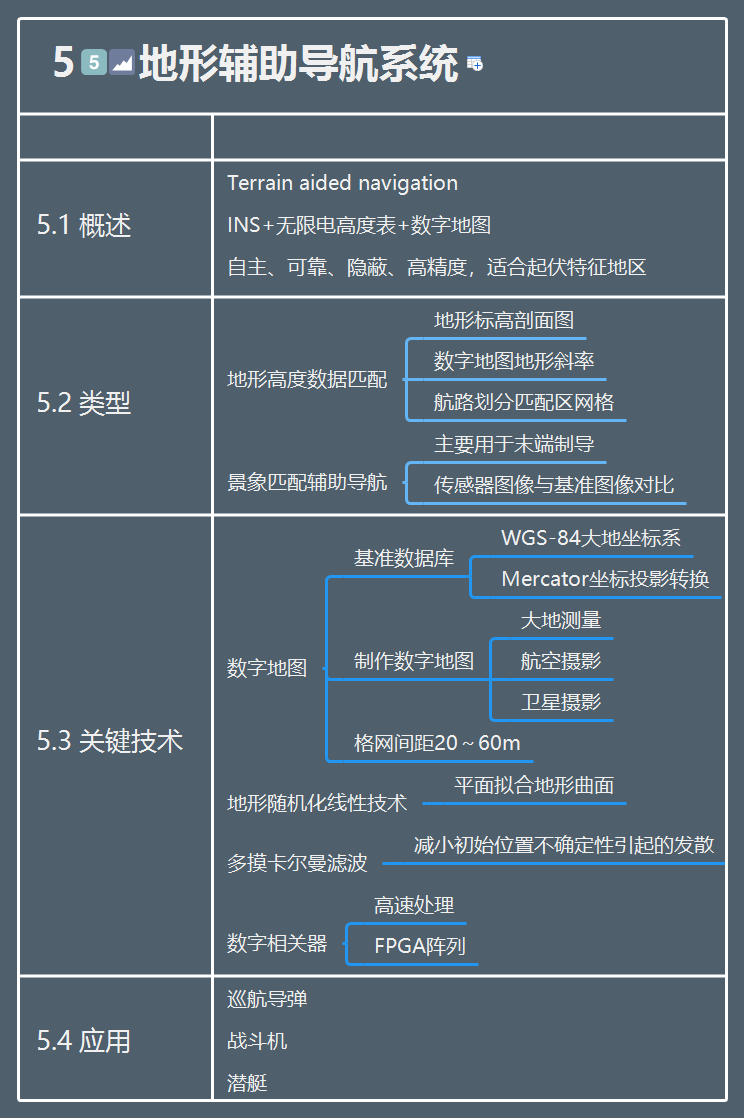 5 5 地形辅助导航系统
5.1 概述
Terrain aided navigation
INS+无限电高度表+数字地图
自主、可靠、隐蔽、高精度，适合起伏特征地区
5.2 类型
地形高度数据匹配
地形标高剖面图
数字地图地形斜率
航路划分匹配区网格
景象匹配辅助导航
主要用于末端制导
传感器图像与基准图像对比
5.3 关键技术
数字地图
基准数据库
WGS-84大地坐标系
Mercator坐标投影转换
制作数字地图
大地测量
航空摄影
卫星摄影
格网间距20～60m
地形随机化线性技术
平面拟合地形曲面
多摸卡尔曼滤波
减小初始位置不确定性引起的发散
数字相关器
高速处理
FPGA阵列
5.4 应用
巡航导弹
战斗机
潜艇